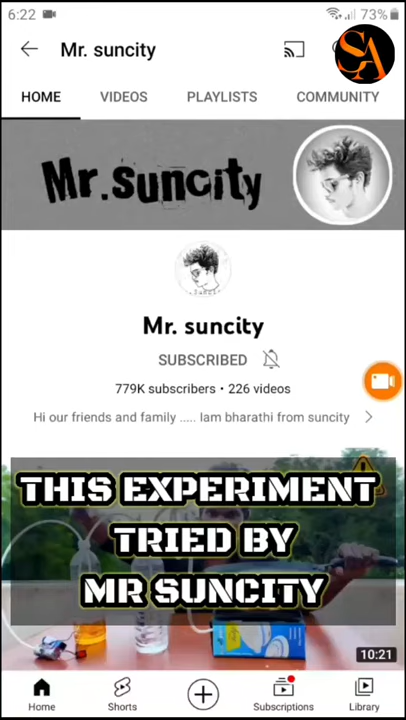 6:22
73%
Mr. suncity
SA
HOME
VIDEOS
PLAYLISTS
COMMUNITY
Mr.Suncity
Mr. suncity
SUBSCRIBED
779K subscribers • 226 videos
Hi our friends and family ..... Iam bharathi from suncity
THIS EXPERIMENT
TRIED BY
MR SUNCITY
10:21
Home
Shorts
Subscriptions
Library